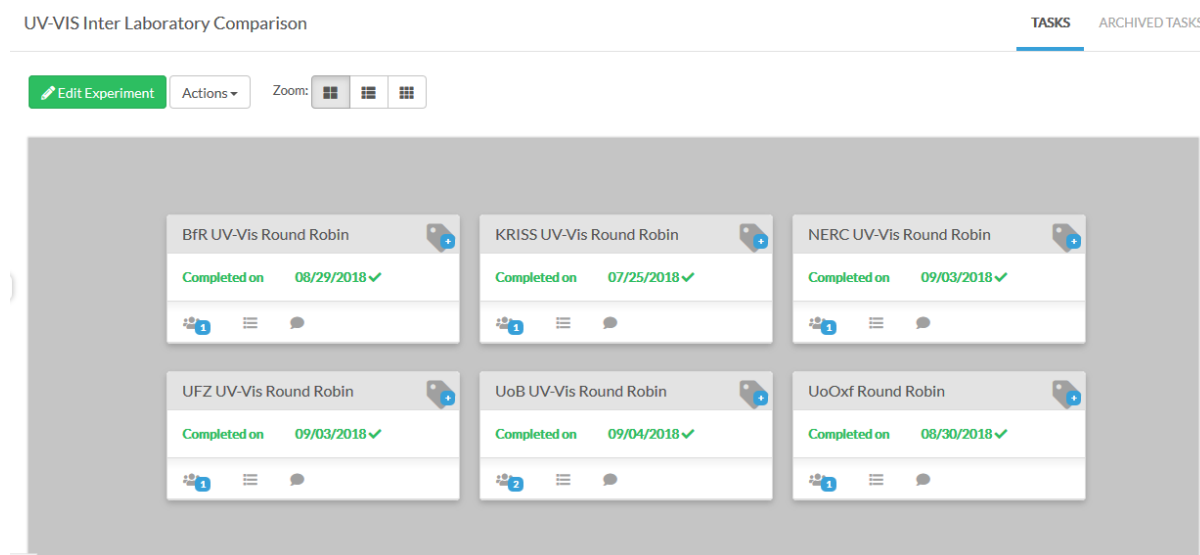 UV-VIS Inter Laboratory Comparison
TASKS ARCHIVED TASKS
Edit Experiment Actions Zoom:
BfR UV-Vis Round Robin
Completed on 08/29/2018
1
KRISS UV-Vis Round Robin
Completed on 07/25/2018
1
NERC UV-Vis Round Robin
Completed on 09/03/2018
1
UFZ UV-Vis Round Robin
Completed on 09/03/2018
1
UoB UV-Vis Round Robin
Completed on 09/04/2018
2
UoOxf Round Robin
Completed on 08/30/2018
1